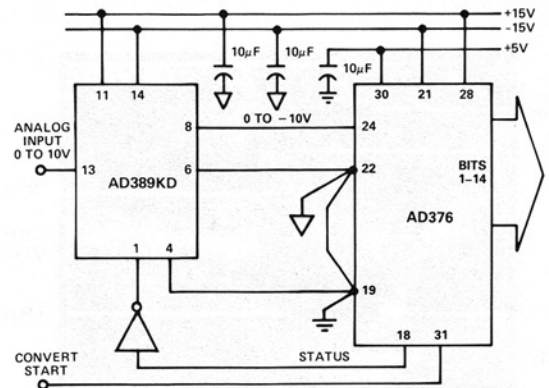 +15V
-15V
+5V
10μF
10μF
10μF
11
14
30
21
28
ANALOG
INPUT
0 TO 10V
13
8
0 TO -10V
24
6
22
AD389KD
BITS
1-14
AD376
1
4
19
18
31
STATUS
CONVERT
START